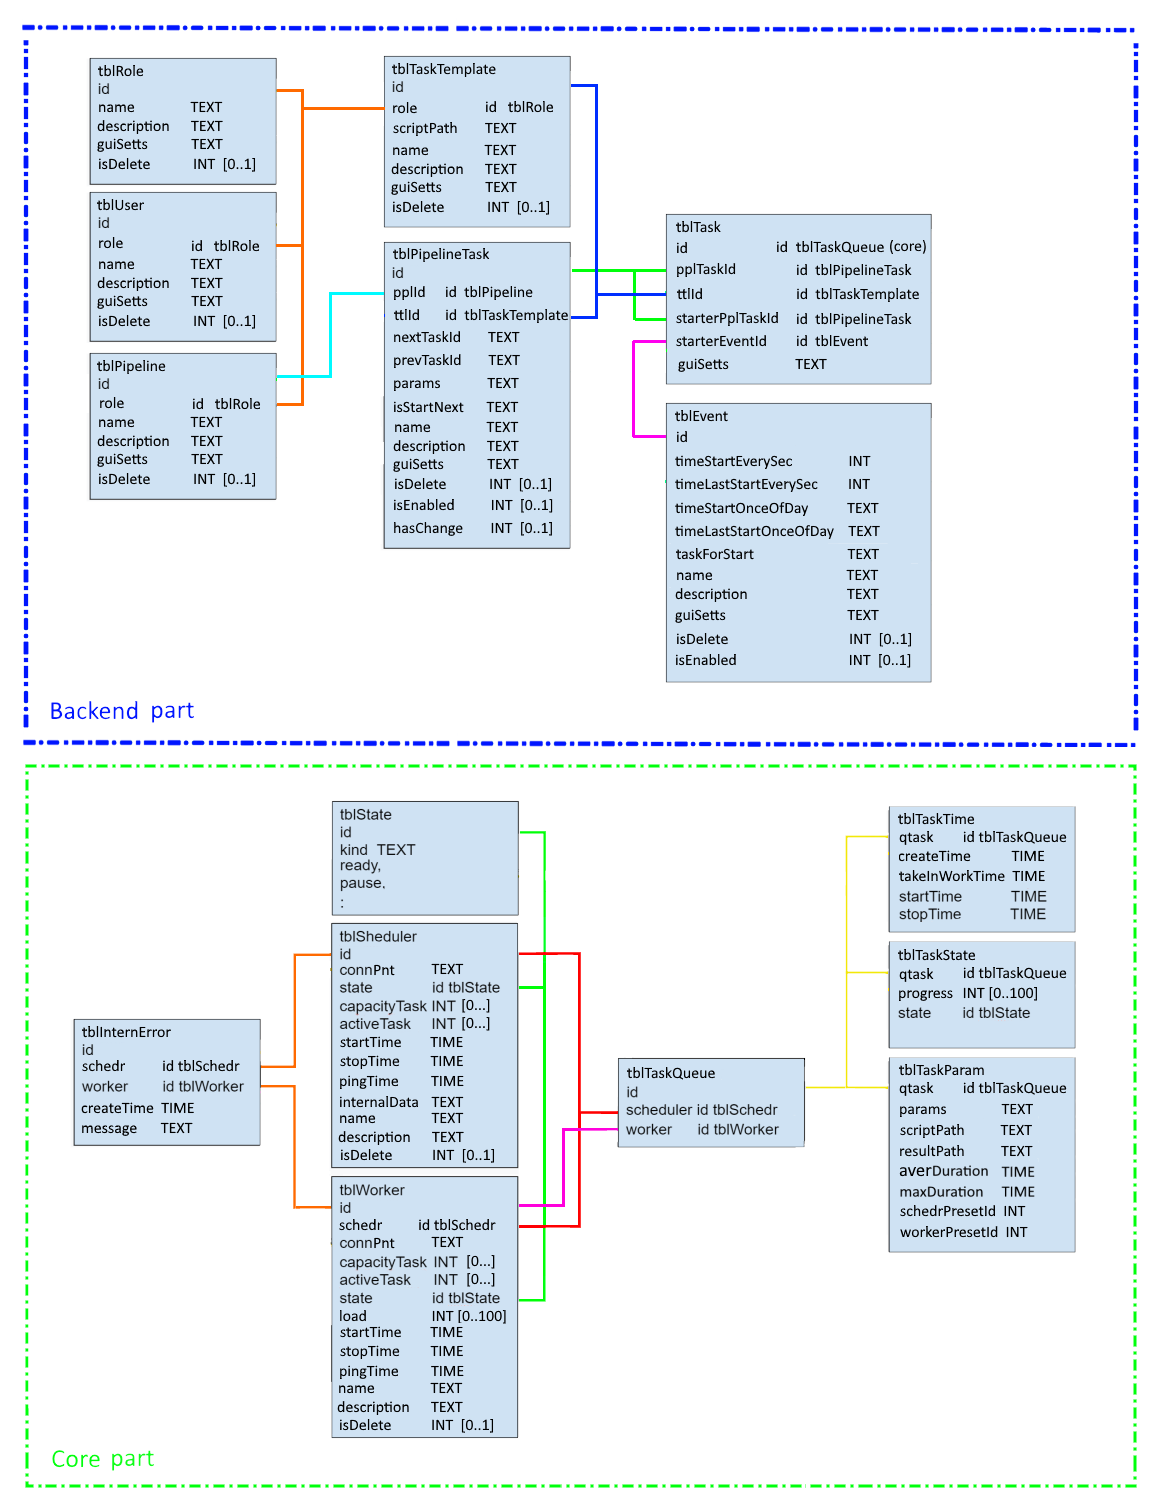 tblRole
id
name TEXT
description TEXT
guiSetts TEXT
isDelete INT [0..1]
tblUser
id
role id tblRole
name TEXT
description TEXT
guiSetts TEXT
isDelete INT [0..1]
tblPipeline
id
role id tblRole
name TEXT
description TEXT
guiSetts TEXT
isDelete INT [0..1]
tblTaskTemplate
id
role id tblRole
scriptPath TEXT
name TEXT
description TEXT
guiSetts TEXT
isDelete INT [0..1]
tblPipelineTask
id
pplId id tblPipeline
ttlId id tblTaskTemplate
nextTaskId TEXT
prevTaskId TEXT
params TEXT
isStartNext TEXT
name TEXT
description TEXT
guiSetts TEXT
isDelete INT [0..1]
isEnabled INT [0..1]
hasChange INT [0..1]
tblTask
id id tblTaskQueue (core)
pplTaskId id tblPipelineTask
ttlId id tblTaskTemplate
starterPplTaskId id tblPipelineTask
starterEventId id tblEvent
guiSetts TEXT
tblEvent
id
timeStartEverySec INT
timeLastStartEverySec INT
timeStartOnceOfDay TEXT
timeLastStartOnceOfDay TEXT
taskForStart TEXT
name TEXT
description TEXT
guiSetts TEXT
isDelete INT [0..1]
isEnabled INT [0..1]
Backend part
tblState
id
kind TEXT
ready,
pause.
:
tblSheduler
id
connPnt TEXT
state id tblState
capacityTask INT [0...]
activeTask INT [0...]
startTime TIME
stopTime TIME
pingTime TIME
internalData TEXT
name TEXT
description TEXT
isDelete INT [0..1]
tblInternError
id
schedr id tblSchedr
worker id tblWorker
createTime TIME
message TEXT
tblWorker
id
schedr id tblSchedr
connPnt TEXT
capacityTask INT [0...]
activeTask INT [0...]
state id tblState
load INT [0..100]
startTime TIME
stopTime TIME
pingTime TIME
name TEXT
description TEXT
isDelete INT [0..1]
tblTaskQueue
id
scheduler id tblSchedr
worker id tblWorker
tblTaskTime
qtask id tblTaskQueue
createTime TIME
takeInWorkTime TIME
startTime TIME
stopTime TIME
tblTaskState
qtask id tblTaskQueue
progress INT [0..100]
state id tblState
tblTaskParam
qtask id tblTaskQueue
params TEXT
scriptPath TEXT
resultPath TEXT
averDuration TIME
maxDuration TIME
schedrPresetId INT
workerPresetId INT
Core part